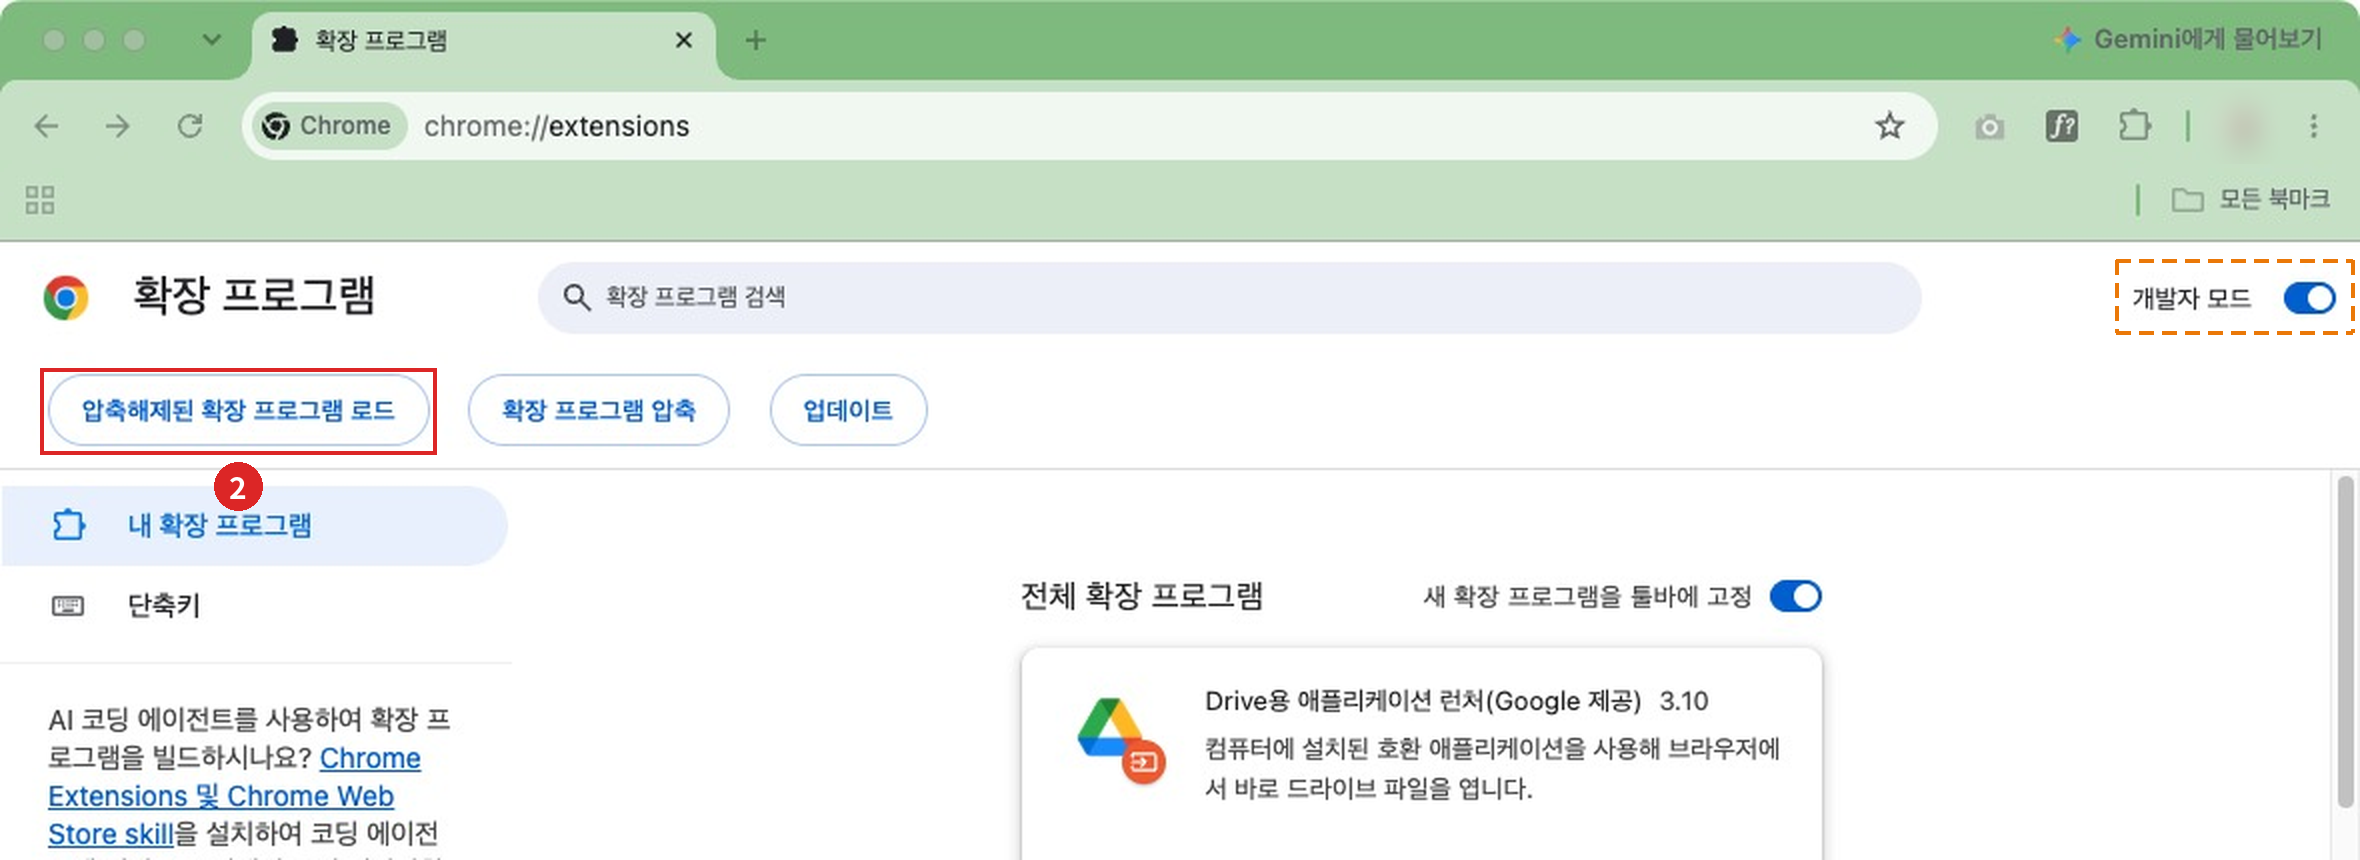 확장 프로그램
Gemini에게 물어보기
Chrome
chrome://extensions
f?
모든 북마크
확장 프로그램
확장 프로그램 검색
개발자 모드
압축해제된 확장 프로그램 로드
확장 프로그램 압축
업데이트
2
내 확장 프로그램
단축키
전체 확장 프로그램
새 확장 프로그램을 툴바에 고정
AI 코딩 에이전트를 사용하여 확장 프
로그램을 빌드하시나요? Chrome
Extensions 및 Chrome Web
Store skill을 설치하여 코딩 에이전
Drive용 애플리케이션 런처(Google 제공) 3.10
컴퓨터에 설치된 호환 애플리케이션을 사용해 브라우저에
서 바로 드라이브 파일을 엽니다.